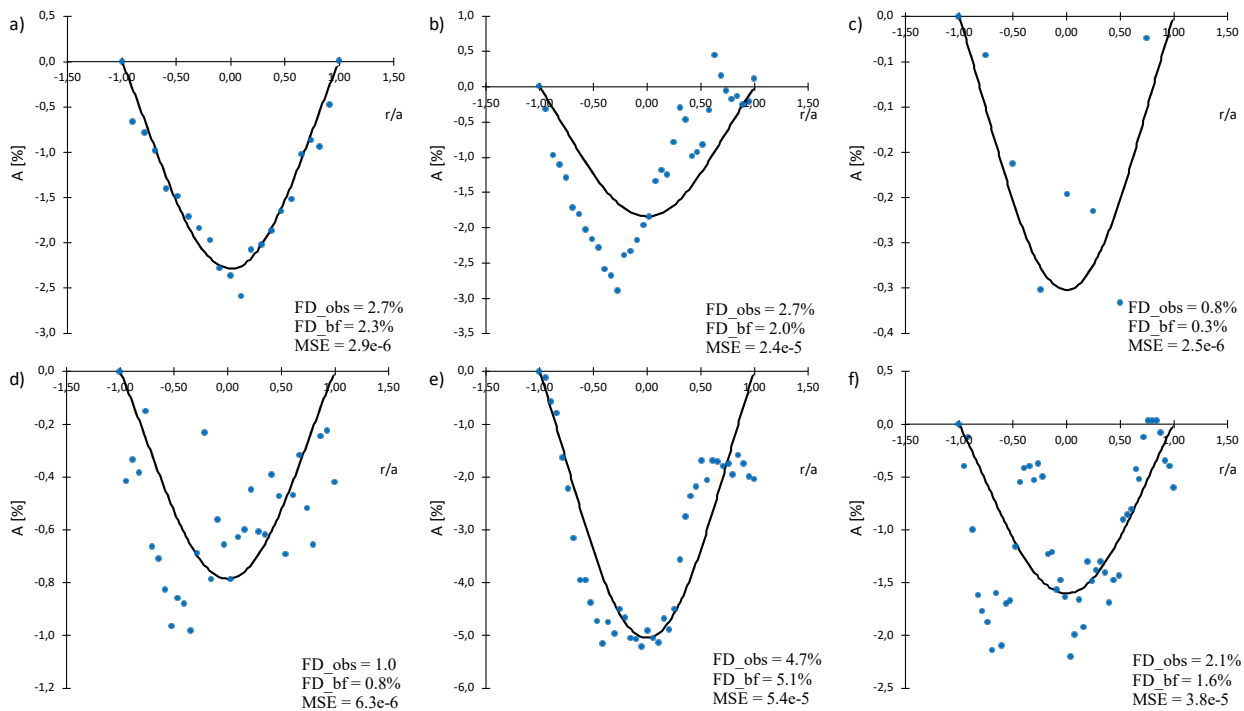 a)
0,0
-0,5
-1,0
-1,5
-2,0
-2,5
-3,0
-1,50 -1,00 -0,50 0,00 0,50 1,00 1,50
r/a
A [%]
FD_obs = 2.7%
FD_bf = 2.3%
MSE = 2.9e-6
b)
1,0
0,5
0,0
-0,5
-1,0
-1,5
-2,0
-2,5
-3,0
-3,5
-1,50 -1,00 -0,50 0,00 0,50 1,00 1,50
r/a
A [%]
FD_obs = 2.7%
FD_bf = 2.0%
MSE = 2.4e-5
c)
0,0
-0,1
-0,1
-0,2
-0,2
-0,3
-0,3
-0,4
-1,50 -1,00 -0,50 0,00 0,50 1,00 1,50
r/a
A [%]
FD_obs = 0.8%
FD_bf = 0.3%
MSE = 2.5e-6
d)
0,0
-0,2
-0,4
-0,6
-0,8
-1,0
-1,2
-1,50 -1,00 -0,50 0,00 0,50 1,00 1,50
r/a
A [%]
FD_obs = 1.0
FD_bf = 0.8%
MSE = 6.3e-6
e)
0,0
-1,0
-2,0
-3,0
-4,0
-5,0
-6,0
-1,50 -1,00 -0,50 0,00 0,50 1,00 1,50
r/a
A [%]
FD_obs = 4.7%
FD_bf = 5.1%
MSE = 5.4e-5
f)
0,5
0,0
-0,5
-1,0
-1,5
-2,0
-2,5
-1,50 -1,00 -0,50 0,00 0,50 1,00 1,50
r/a
A [%]
FD_obs = 2.1%
FD_bf = 1.6%
MSE = 3.8e-5